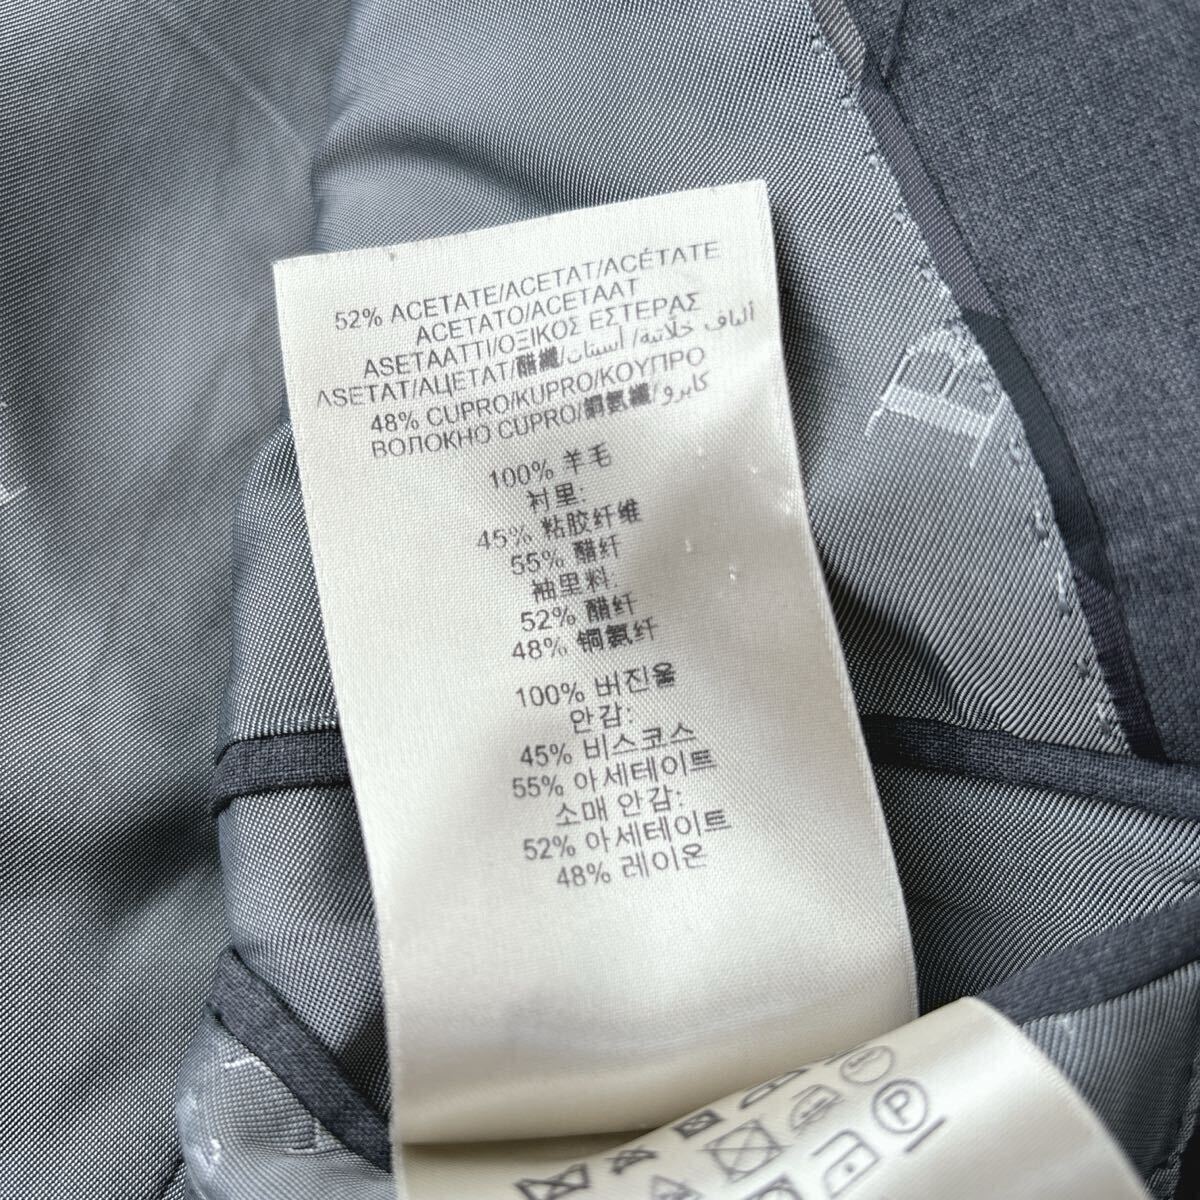 52% ACETATE/ACETAT/ACÉTATE
ACETATO/ACETAAT
ASETAATTI/ΟΞΙΚΟΣ ΕΣΤΕΡΑΣ
ASETAT/АЦЕТАТ/醋纖/أسيتات/ألياف خلاتية
48% CUPRO/KUPRO/ΚΟΥΠΡΟ
ВОЛОКНО CUPRO/銅氨纖/كابرو
100% 羊毛
衬里:
45% 粘胶纤维
55% 醋纤
袖里料:
52% 醋纤
48% 铜氨纤
100% 버진울
안감:
45% 비스코스
55% 아세테이트
소매 안감:
52% 아세테이트
48% 레이온
P